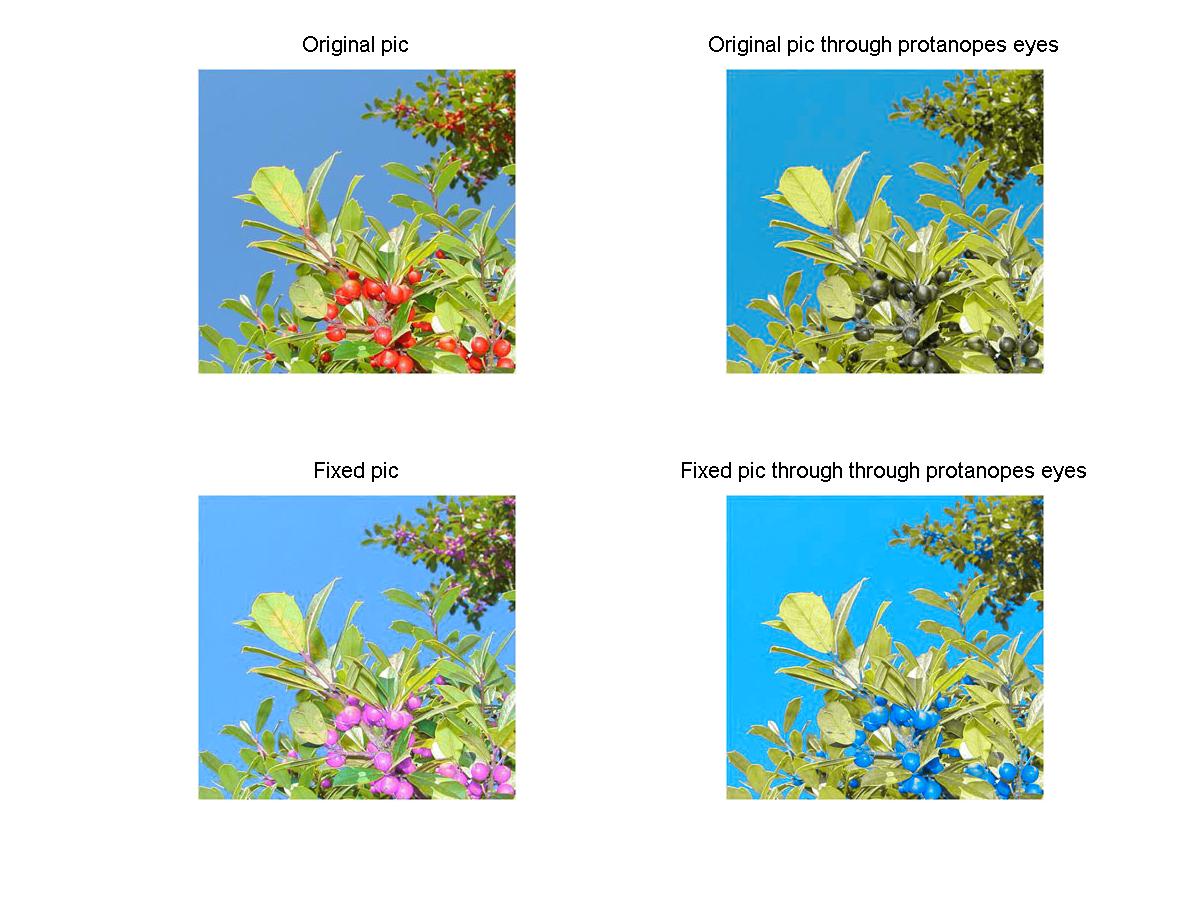 Original pic
Original pic through protanopes eyes
Fixed pic
Fixed pic through through protanopes eyes